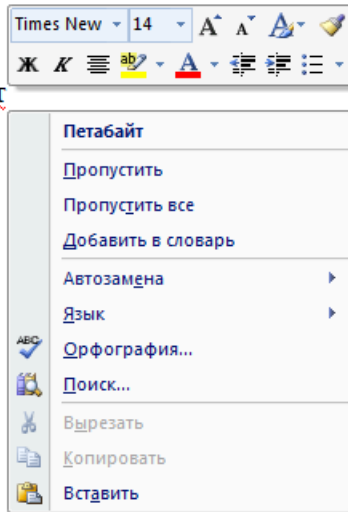 Times New 14
Ж К
т
Петабайт
Пропустить
Пропустить все
Добавить в словарь
Автозамена
Язык
Орфография...
Поиск...
Вырезать
Копировать
Вставить